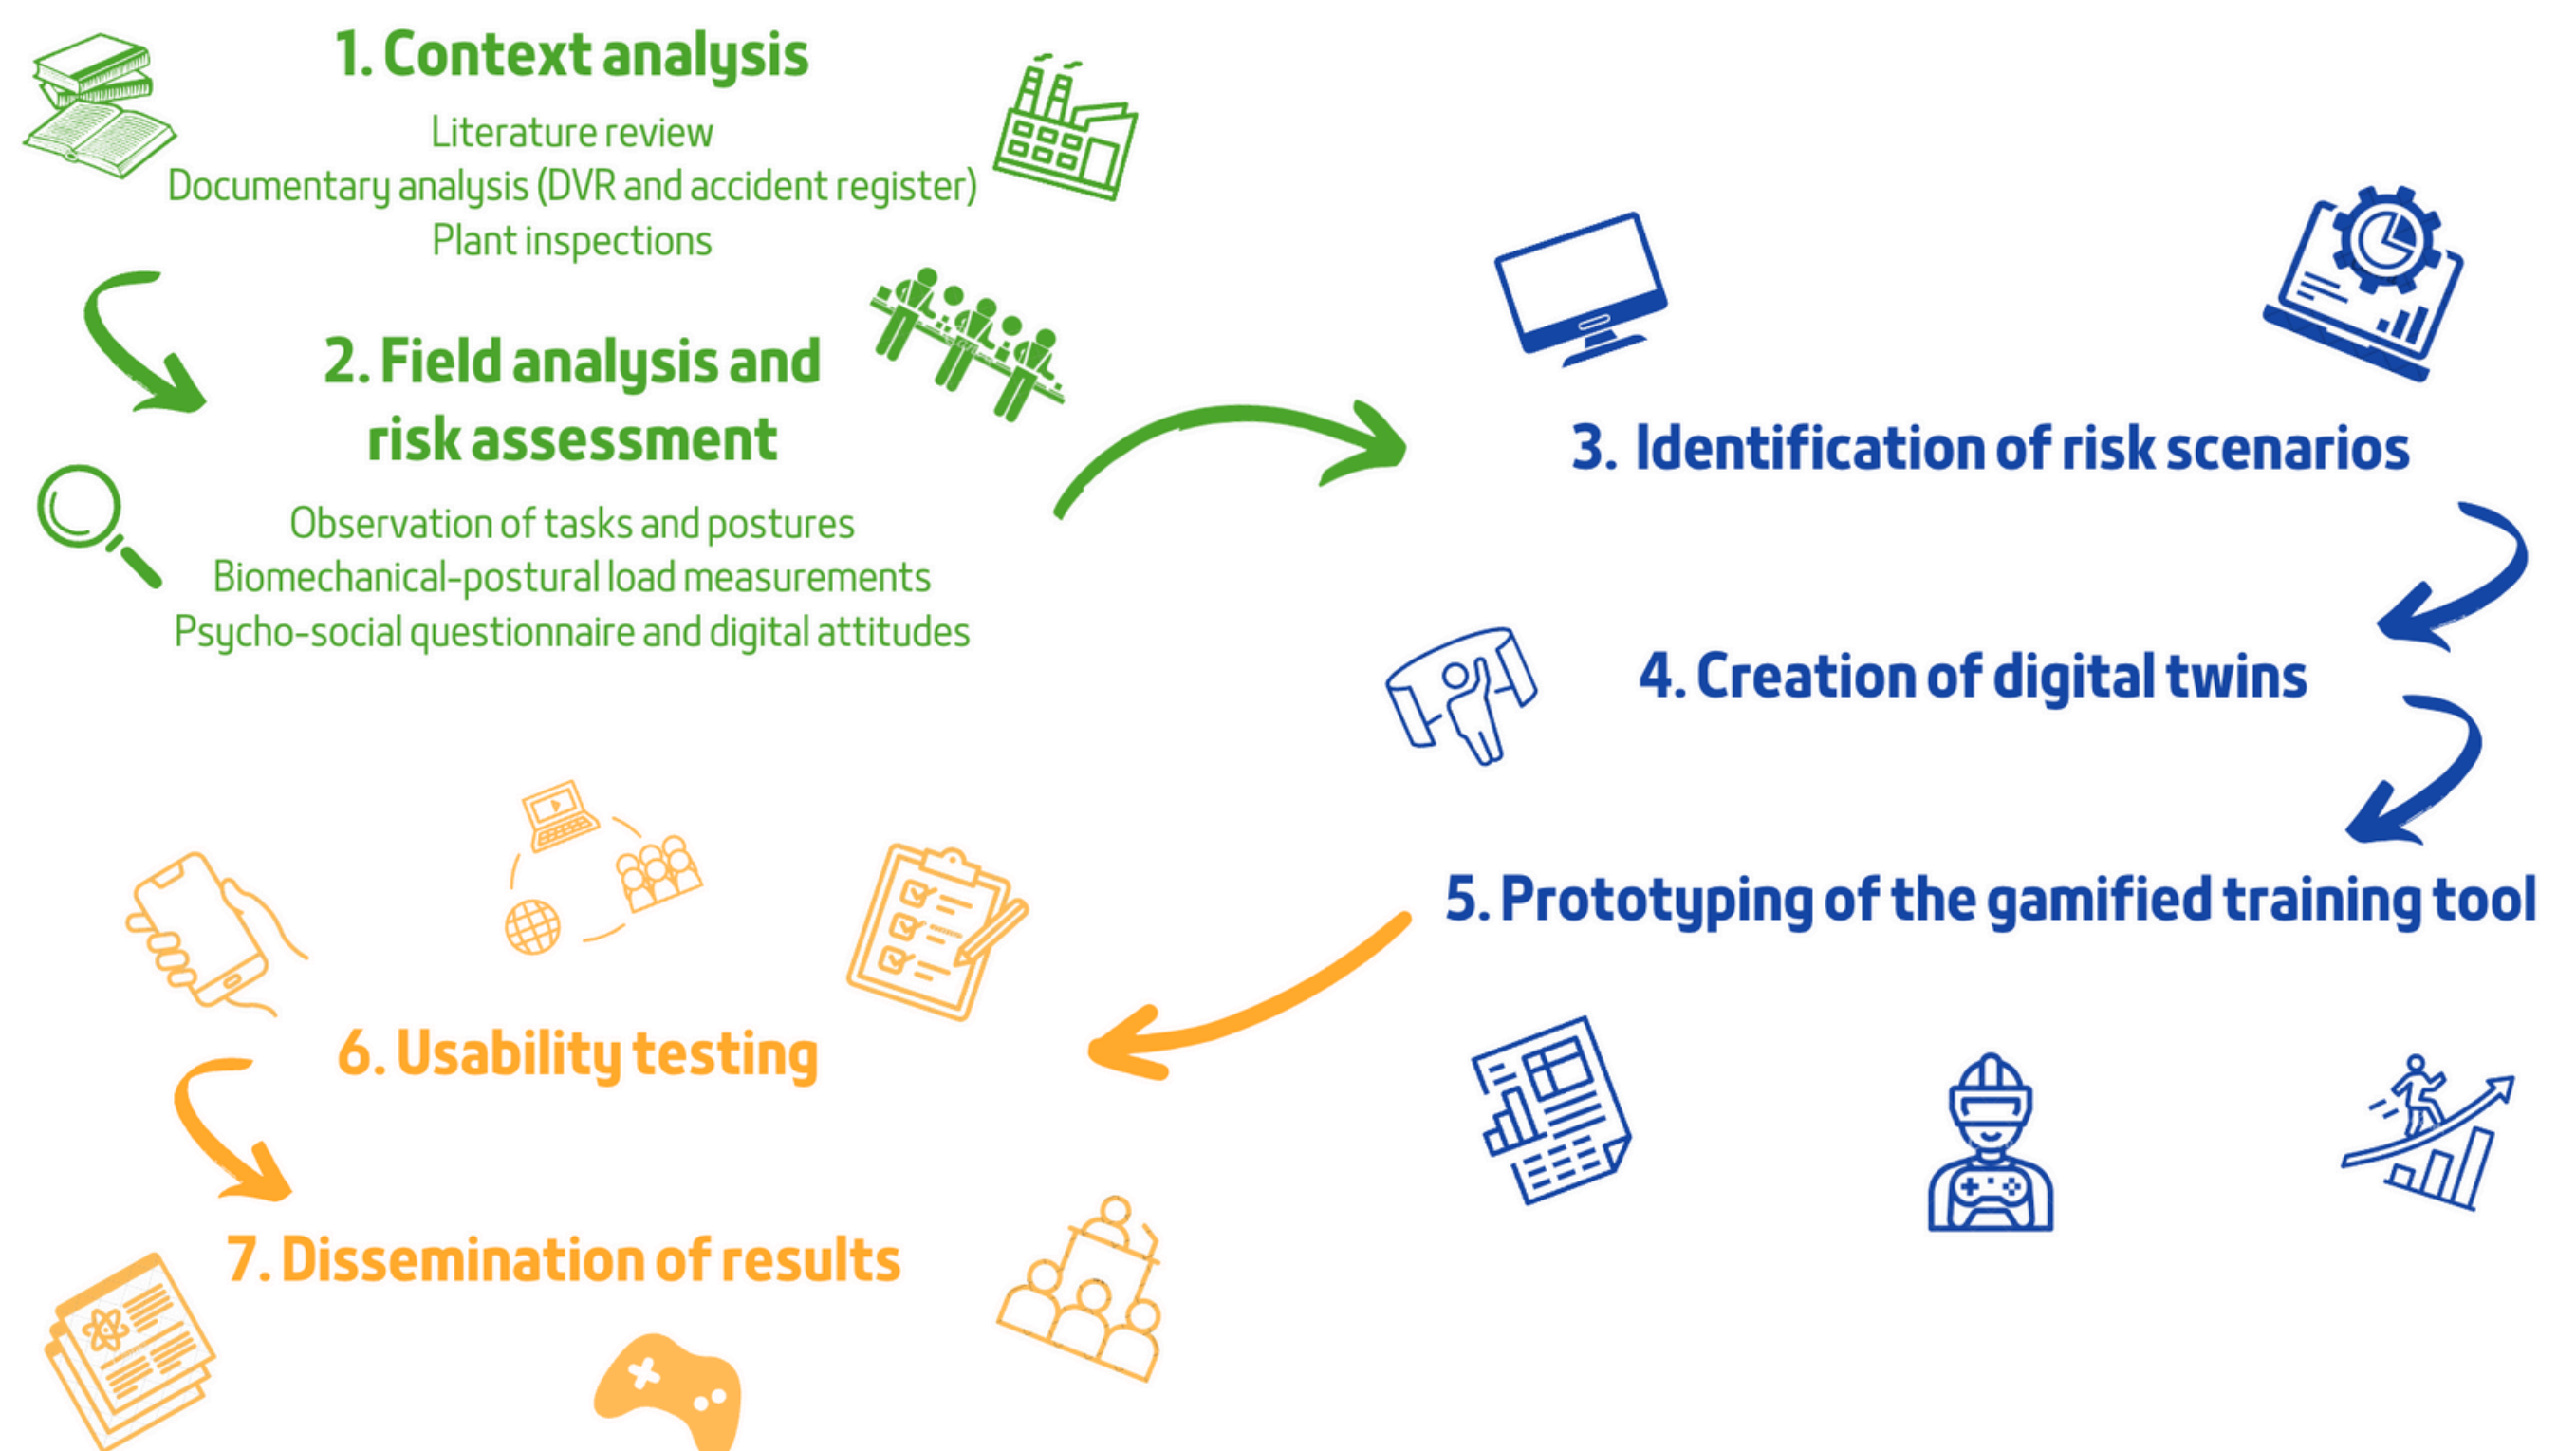 1. Context analysis
Literature review
Documentary analysis (DVR and accident register)
Plant inspections
2. Field analysis and
risk assessment
Observation of tasks and postures
Biomechanical-postural load measurements
Psycho-social questionnaire and digital attitudes
3. Identification of risk scenarios
4. Creation of digital twins
5. Prototyping of the gamified training tool
6. Usability testing
7. Dissemination of results